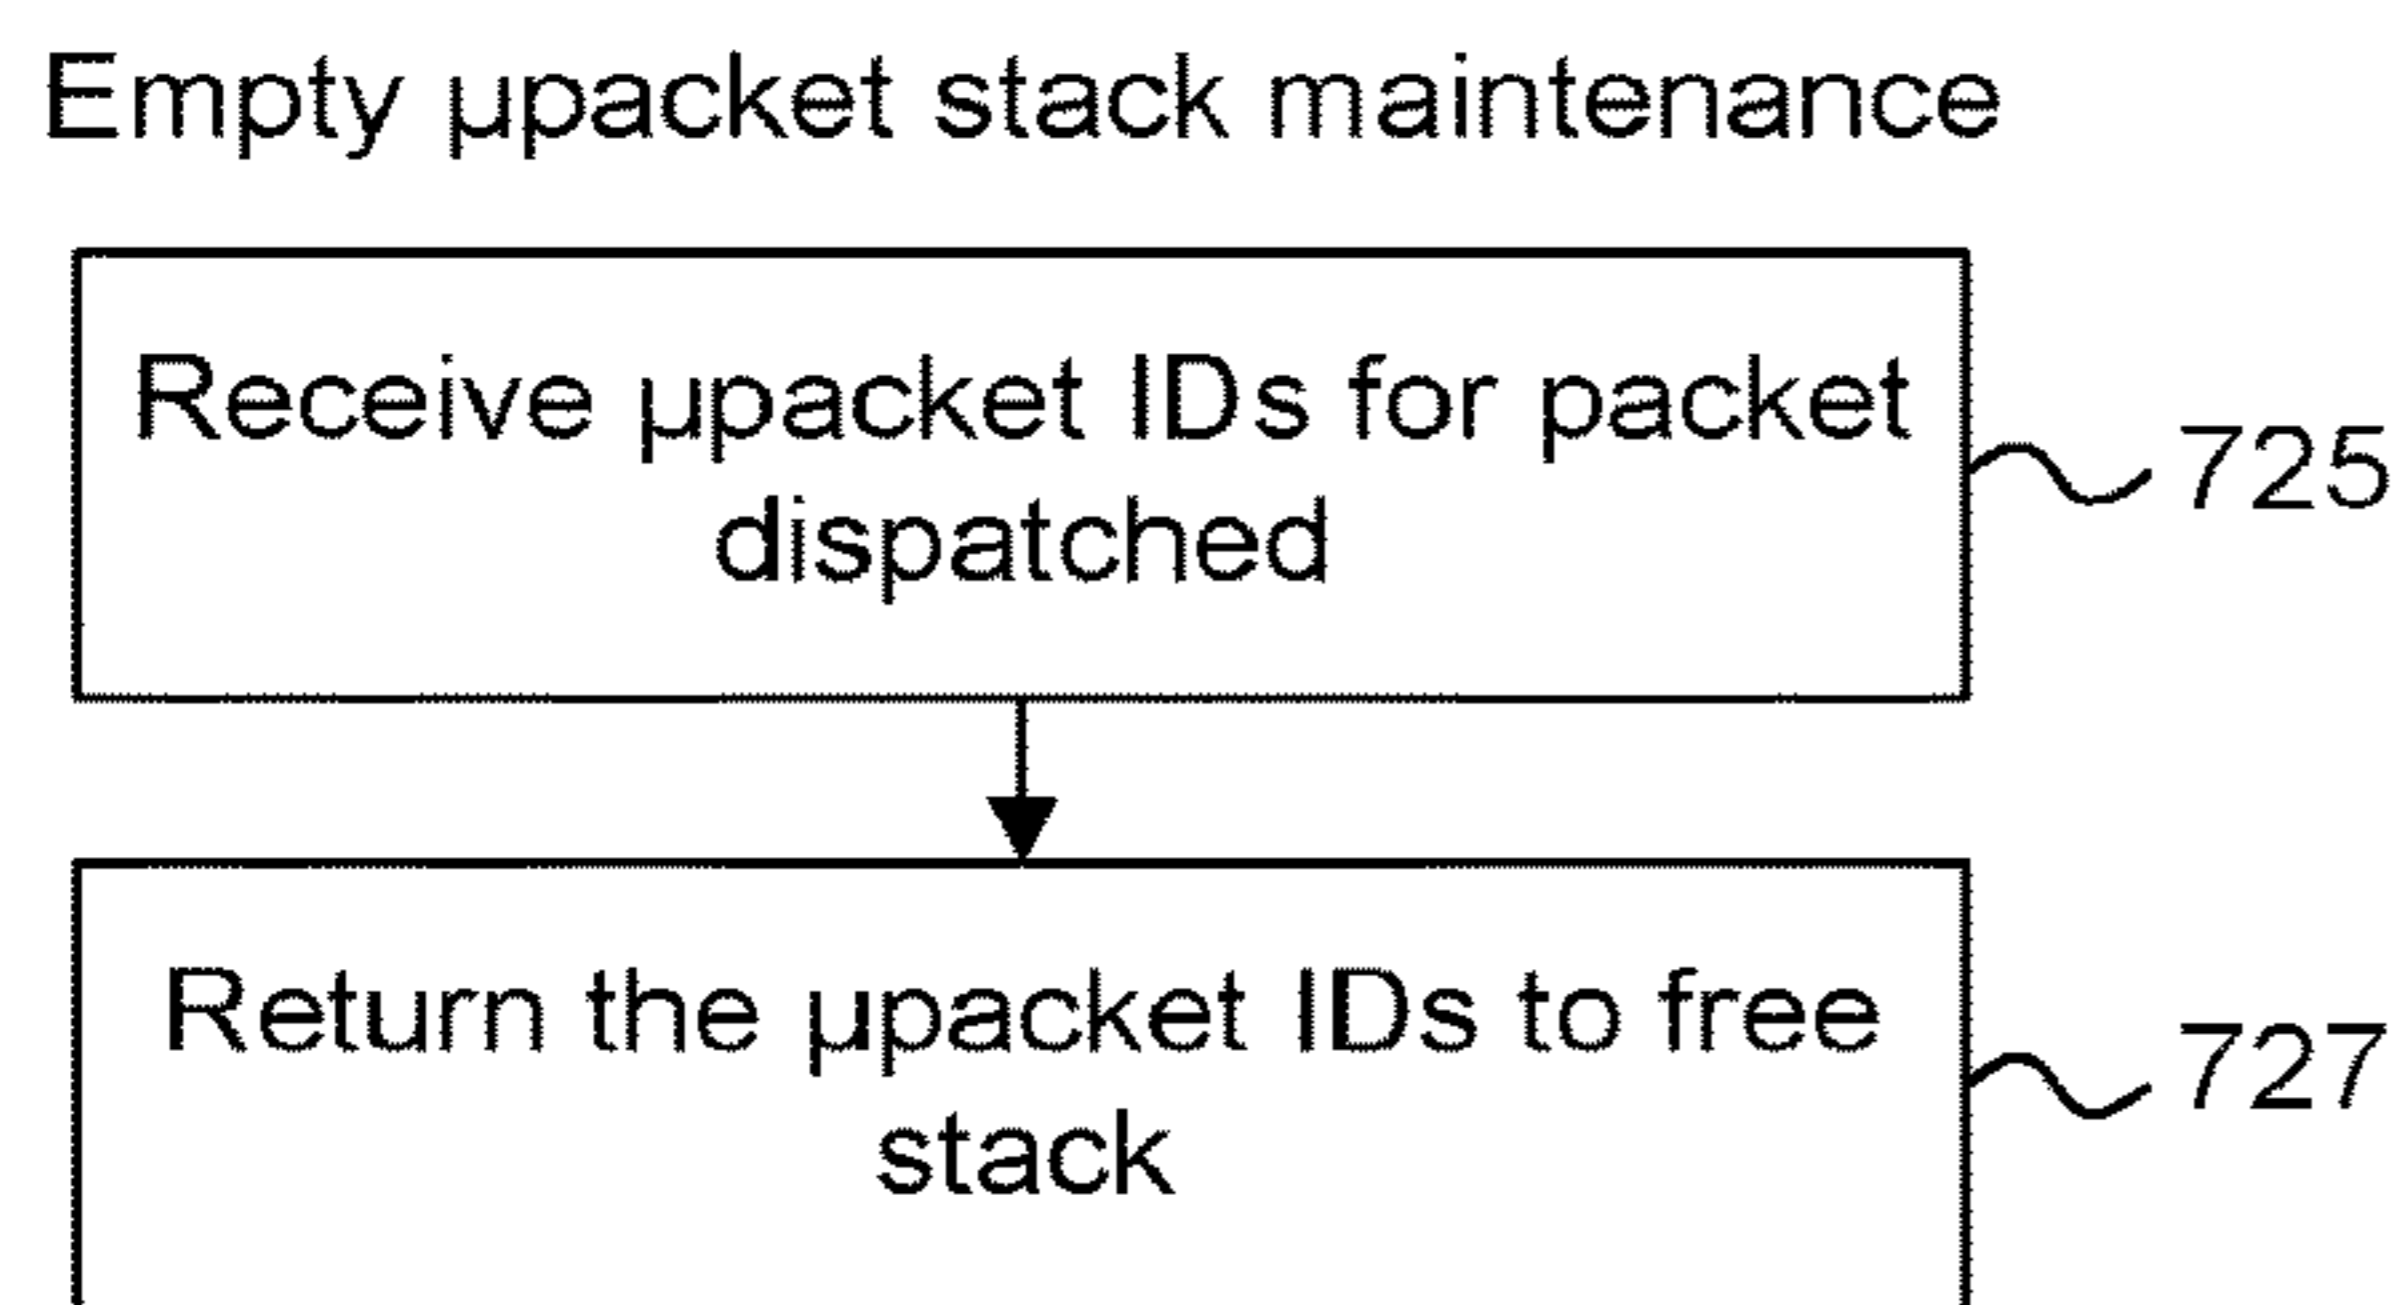 Empty µpacket stack maintenance
Receive µpacket IDs for packet
dispatched
725
Return the µpacket IDs to free
stack
727